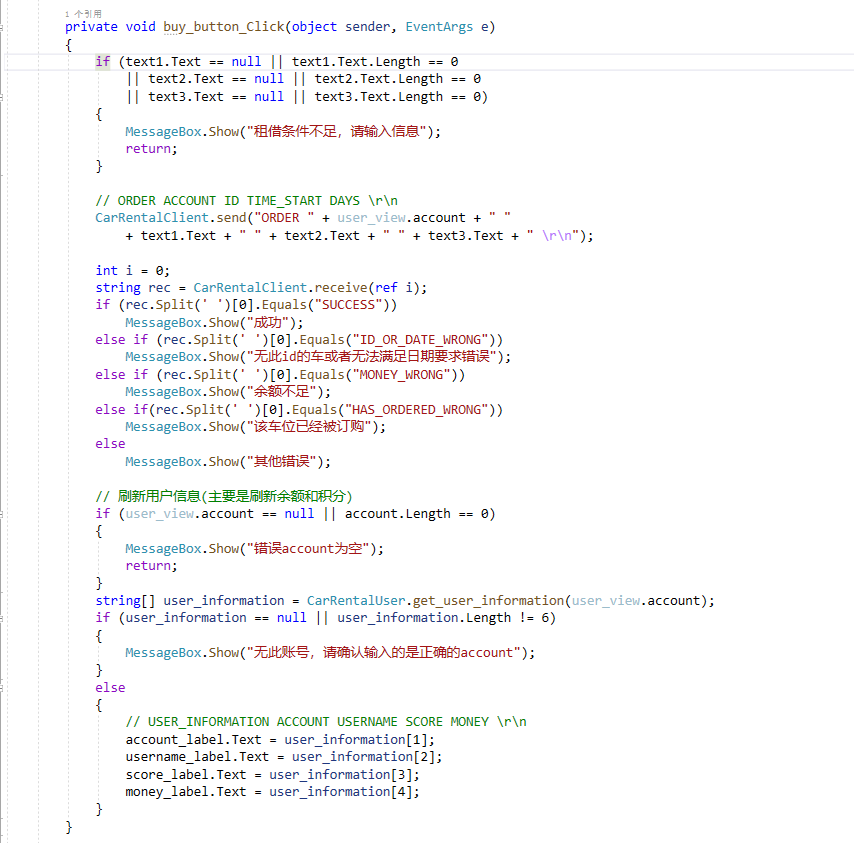 1 个引用
private void buy_button_Click(object sender, EventArgs e)
{
if (text1.Text == null || text1.Text.Length == 0
|| text2.Text == null || text2.Text.Length == 0
|| text3.Text == null || text3.Text.Length == 0)
{
MessageBox.Show("租借条件不足，请输入信息");
return;
}
// ORDER ACCOUNT ID TIME_START DAYS \r\n
CarRentalClient.send("ORDER " + user_view.account + " "
+ text1.Text + " " + text2.Text + " " + text3.Text + " \r\n");
int i = 0;
string rec = CarRentalClient.receive(ref i);
if (rec.Split(' ')[0].Equals("SUCCESS"))
MessageBox.Show("成功");
else if (rec.Split(' ')[0].Equals("ID_OR_DATE_WRONG"))
MessageBox.Show("无此id的车或者无法满足日期要求错误");
else if (rec.Split(' ')[0].Equals("MONEY_WRONG"))
MessageBox.Show("余额不足");
else if(rec.Split(' ')[0].Equals("HAS_ORDERED_WRONG"))
MessageBox.Show("该车位已经被订购");
else
MessageBox.Show("其他错误");
// 刷新用户信息(主要是刷新余额和积分)
if (user_view.account == null || account.Length == 0)
{
MessageBox.Show("错误account为空");
return;
}
string[] user_information = CarRentalUser.get_user_information(user_view.account);
if (user_information == null || user_information.Length != 6)
{
MessageBox.Show("无此账号，请确认输入的是正确的account");
}
else
{
// USER_INFORMATION ACCOUNT USERNAME SCORE MONEY \r\n
account_label.Text = user_information[1];
username_label.Text = user_information[2];
score_label.Text = user_information[3];
money_label.Text = user_information[4];
}
}